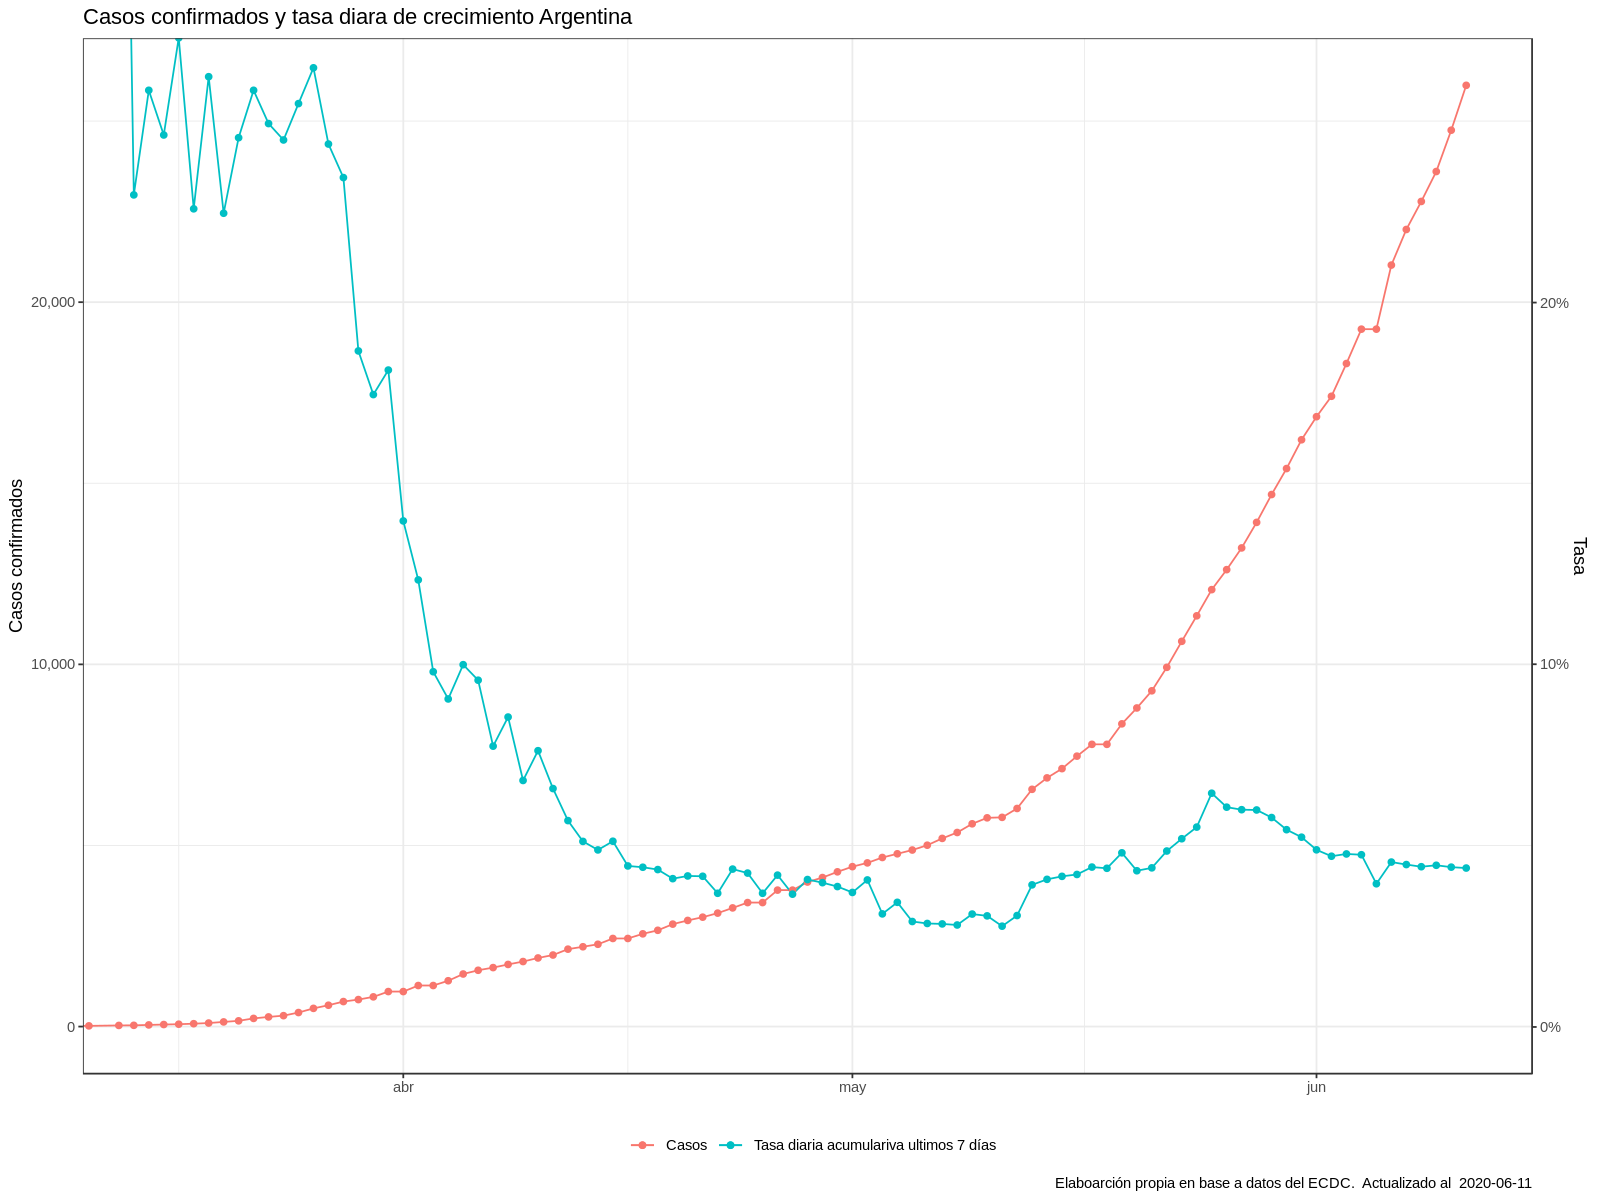 Casos confirmados y tasa diara de crecimiento Argentina
Casos confirmados
20,000
10,000
0
20%
10%
0%
Tasa
abr
may
jun
Casos
Tasa diaria acumulariva ultimos 7 días
Elaboarción propia en base a datos del ECDC.  Actualizado al  2020-06-11